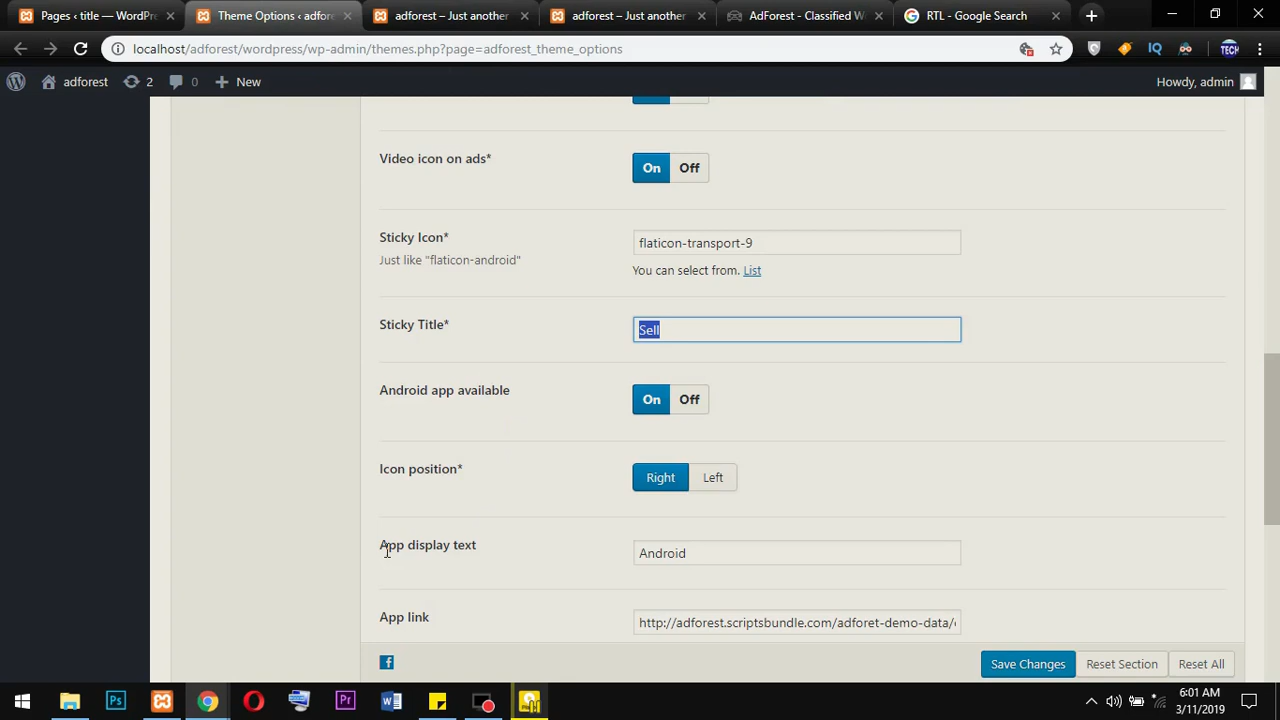 Pages ‹ title — WordPre
Theme Options ‹ adfore
adforest – Just another
adforest – Just another
AdForest - Classified W
RTL - Google Search
localhost/adforest/wordpress/wp-admin/themes.php?page=adforest_theme_options
IQ
TECH
adforest
2
0
New
Howdy, admin
Video icon on ads*
On
Off
Sticky Icon*
flaticon-transport-9
Just like "flaticon-android"
You can select from. List
Sticky Title*
Sell
Android app available
On
Off
Icon position*
Right
Left
App display text
Android
App link
http://adforest.scriptsbundle.com/adforet-demo-data/
Save Changes
Reset Section
Reset All
Ps
Pr
6:01 AM
3/11/2019